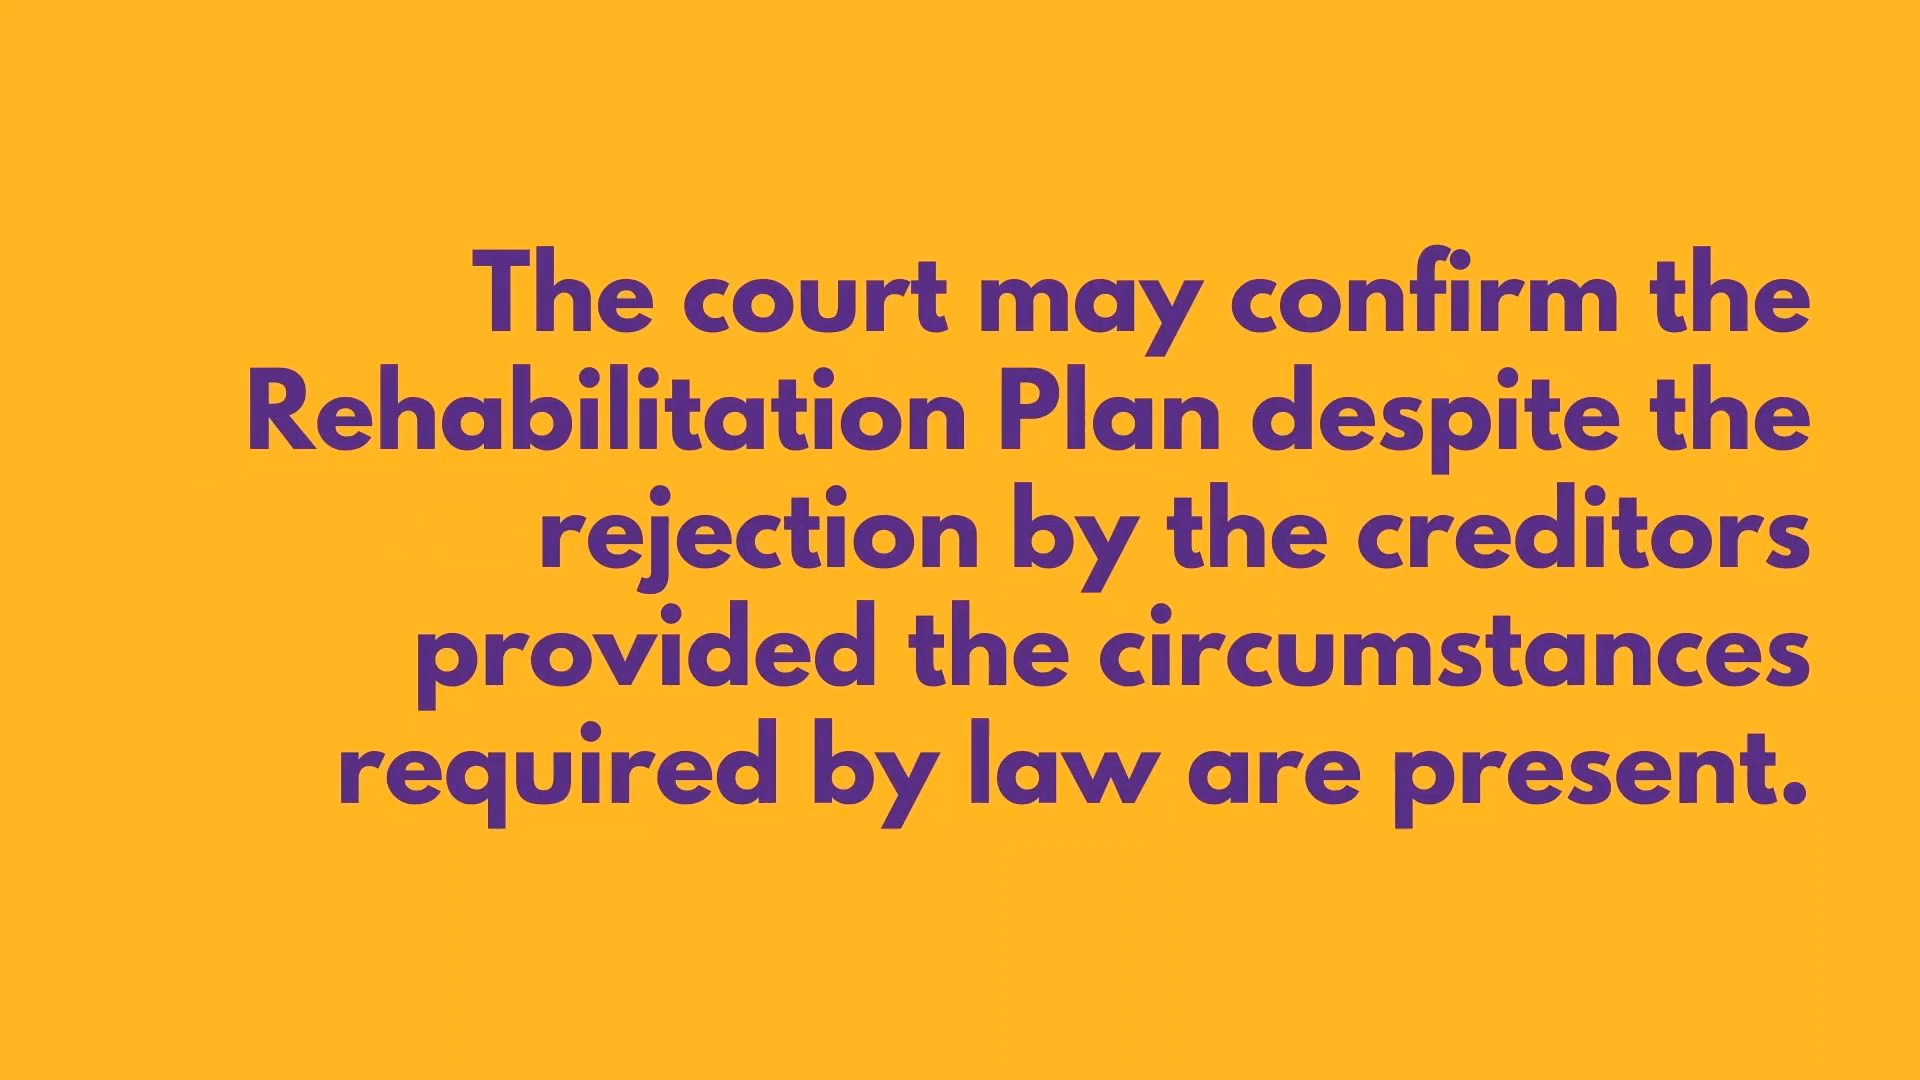 The court may confirm the
Rehabilitation Plan despite the
rejection by the creditors
provided the circumstances
required by law are present.